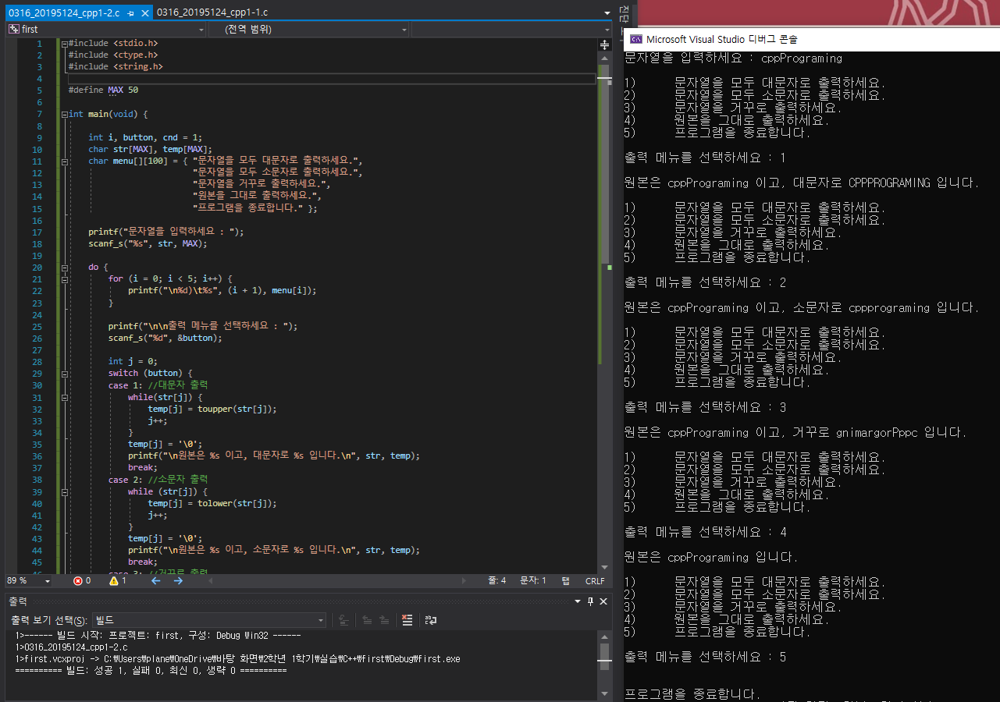 0316_20195124_cpp1-2.c
0316_20195124_cpp1-1.c
first
(전역 범위)
1 #include <stdio.h>
2 #include <ctype.h>
3 #include <string.h>
4
5 #define MAX 50
6
7 int main(void) {
8
9 int i, button, cnd = 1;
10 char str[MAX], temp[MAX];
11 char menu[][100] = { "문자열을 모두 대문자로 출력하세요.",
12 "문자열을 모두 소문자로 출력하세요.",
13 "문자열을 거꾸로 출력하세요.",
14 "원본을 그대로 출력하세요.",
15 "프로그램을 종료합니다." };
16
17 printf("문자열을 입력하세요 : ");
18 scanf_s("%s", str, MAX);
19
20 do {
21 for (i = 0; i < 5; i++) {
22 printf("\n%d)\t%s", (i + 1), menu[i]);
23 }
24
25 printf("\n\n출력 메뉴를 선택하세요 : ");
26 scanf_s("%d", &button);
27
28 int j = 0;
29 switch (button) {
30 case 1: //대문자 출력
31 while(str[j]) {
32 temp[j] = toupper(str[j]);
33 j++;
34 }
35 temp[j] = '\0';
36 printf("\n원본은 %s 이고, 대문자로 %s 입니다.\n", str, temp);
37 break;
38 case 2: //소문자 출력
39 while (str[j]) {
40 temp[j] = tolower(str[j]);
41 j++;
42 }
43 temp[j] = '\0';
44 printf("\n원본은 %s 이고, 소문자로 %s 입니다.\n", str, temp);
45 break;
46 case 3: //거꾸로 출력
89 % 0 1 줄: 4 문자: 1 탭 CRLF
출력
출력 보기 선택(S): 빌드
1>------ 빌드 시작: 프로젝트: first, 구성: Debug Win32 ------
1>0316_20195124_cpp1-2.c
1>first.vcxproj -> C:\Users\plane\OneDrive\바탕 화면\2학년 1학기\실습\C++\first\Debug\first.exe
========== 빌드: 성공 1, 실패 0, 최신 0, 생략 0 ==========
진단
Microsoft Visual Studio 디버그 콘솔
문자열을 입력하세요 : cppPrograming
1) 문자열을 모두 대문자로 출력하세요.
2) 문자열을 모두 소문자로 출력하세요.
3) 문자열을 거꾸로 출력하세요.
4) 원본을 그대로 출력하세요.
5) 프로그램을 종료합니다.
출력 메뉴를 선택하세요 : 1
원본은 cppPrograming 이고, 대문자로 CPPPROGRAMING 입니다.
1) 문자열을 모두 대문자로 출력하세요.
2) 문자열을 모두 소문자로 출력하세요.
3) 문자열을 거꾸로 출력하세요.
4) 원본을 그대로 출력하세요.
5) 프로그램을 종료합니다.
출력 메뉴를 선택하세요 : 2
원본은 cppPrograming 이고, 소문자로 cppprograming 입니다.
1) 문자열을 모두 대문자로 출력하세요.
2) 문자열을 모두 소문자로 출력하세요.
3) 문자열을 거꾸로 출력하세요.
4) 원본을 그대로 출력하세요.
5) 프로그램을 종료합니다.
출력 메뉴를 선택하세요 : 3
원본은 cppPrograming 이고, 거꾸로 gnimargorPppc 입니다.
1) 문자열을 모두 대문자로 출력하세요.
2) 문자열을 모두 소문자로 출력하세요.
3) 문자열을 거꾸로 출력하세요.
4) 원본을 그대로 출력하세요.
5) 프로그램을 종료합니다.
출력 메뉴를 선택하세요 : 4
원본은 cppPrograming 입니다.
1) 문자열을 모두 대문자로 출력하세요.
2) 문자열을 모두 소문자로 출력하세요.
3) 문자열을 거꾸로 출력하세요.
4) 원본을 그대로 출력하세요.
5) 프로그램을 종료합니다.
출력 메뉴를 선택하세요 : 5
프로그램을 종료합니다.